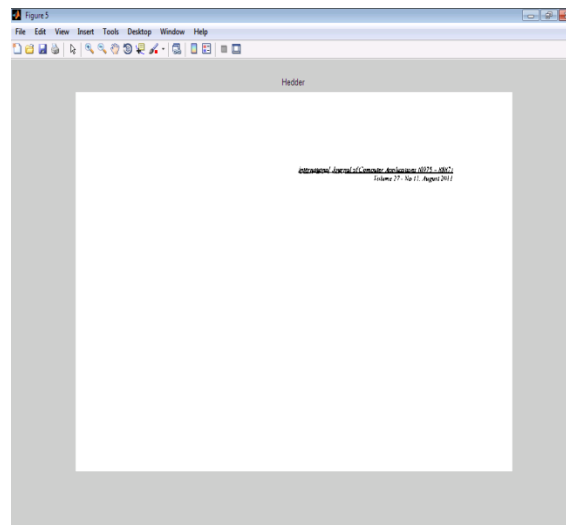 Figure 5
File Edit View Insert Tools Desktop Window Help
Hedder
International Journal of Computer Applications (0975 – 8887)
Volume 27– No 11, August 2011